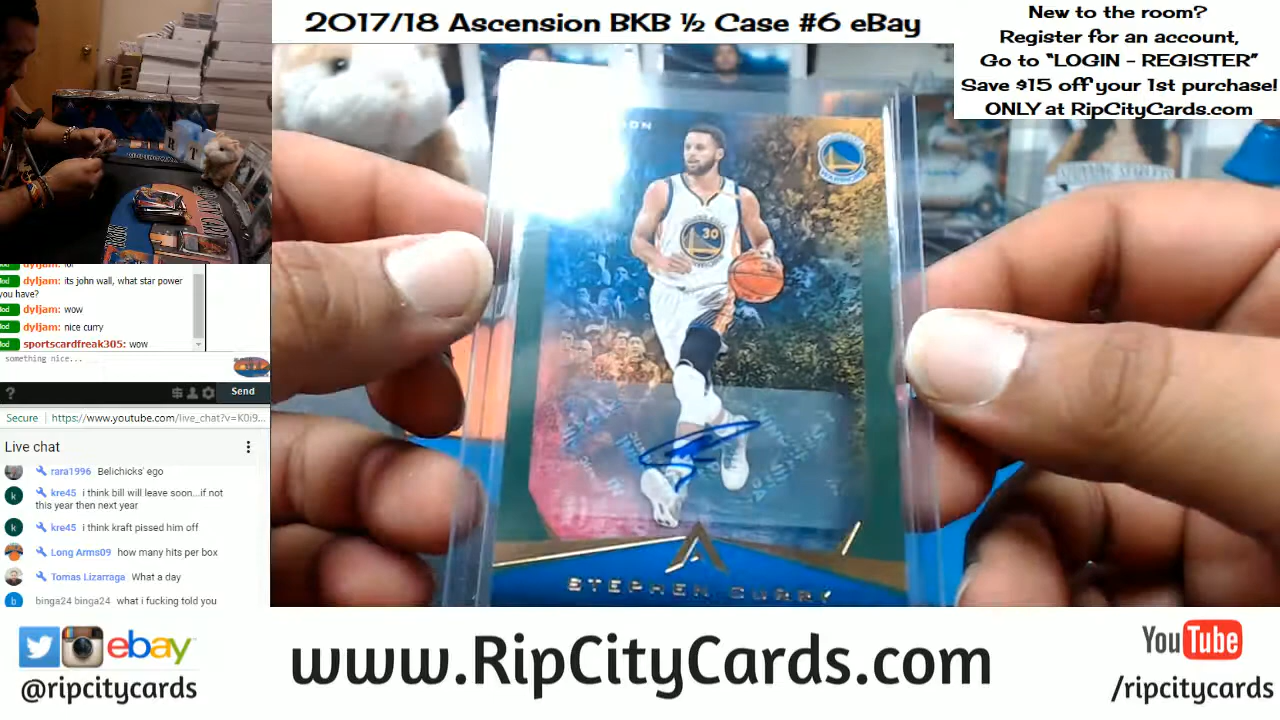 2017/18 Ascension BKB ½ Case #6 eBay
New to the room?
Register for an account,
Go to “LOGIN – REGISTER”
Save $15 off your 1st purchase!
ONLY at RipCityCards.com
WARRIORS
30
STEPHEN CURRY
dyljam: its john wall, what star power
you have?
dyljam: wow
dyljam: nice curry
sportscardfreak305: wow
something nice...
?
Send
Secure https://www.youtube.com/live_chat?v=K0i9...
Live chat
rara1996 Belichicks' ego
k kre45 i think bill will leave soon...if not
this year then next year
k kre45 i think kraft pissed him off
Long Arms09 how many hits per box
Tomas Lizarraga What a day
b binga24 binga24 what i fucking told you
ebay
@ripcitycards
www.RipCityCards.com
YouTube
/ripcitycards